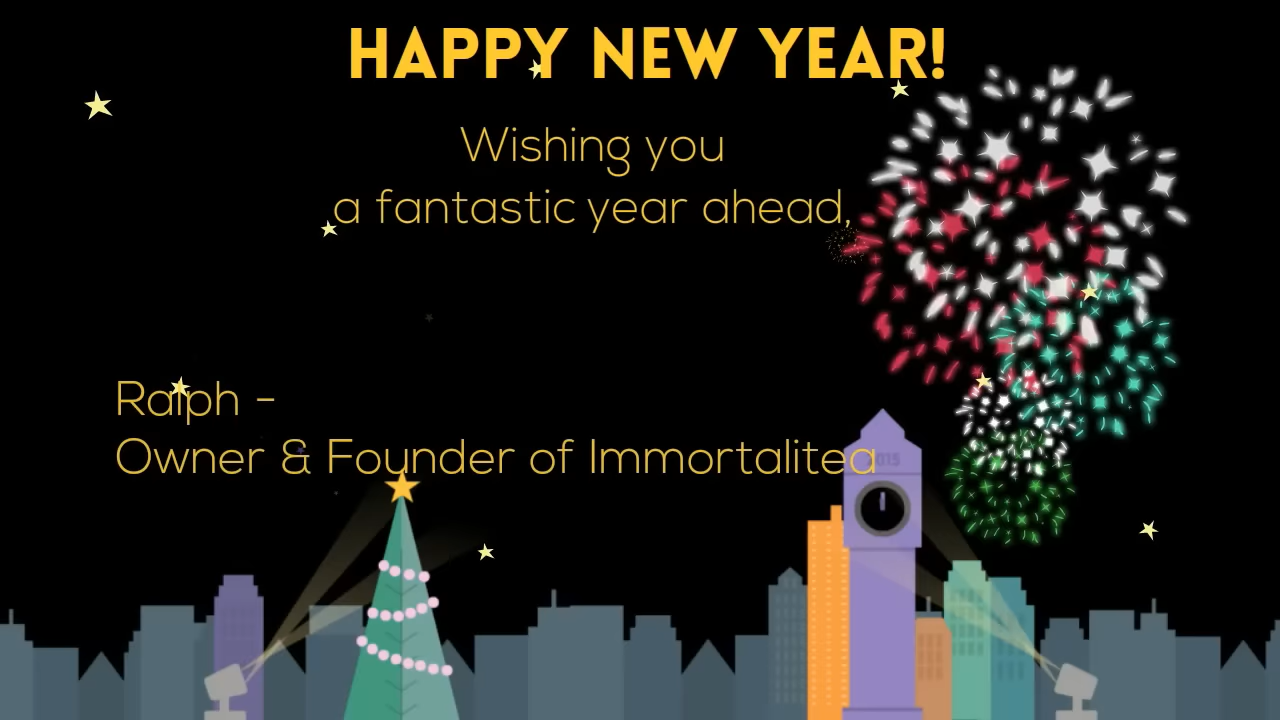 HAPPY NEW YEAR!
Wishing you
a fantastic year ahead,
Ralph -
Owner & Founder of Immortalitea